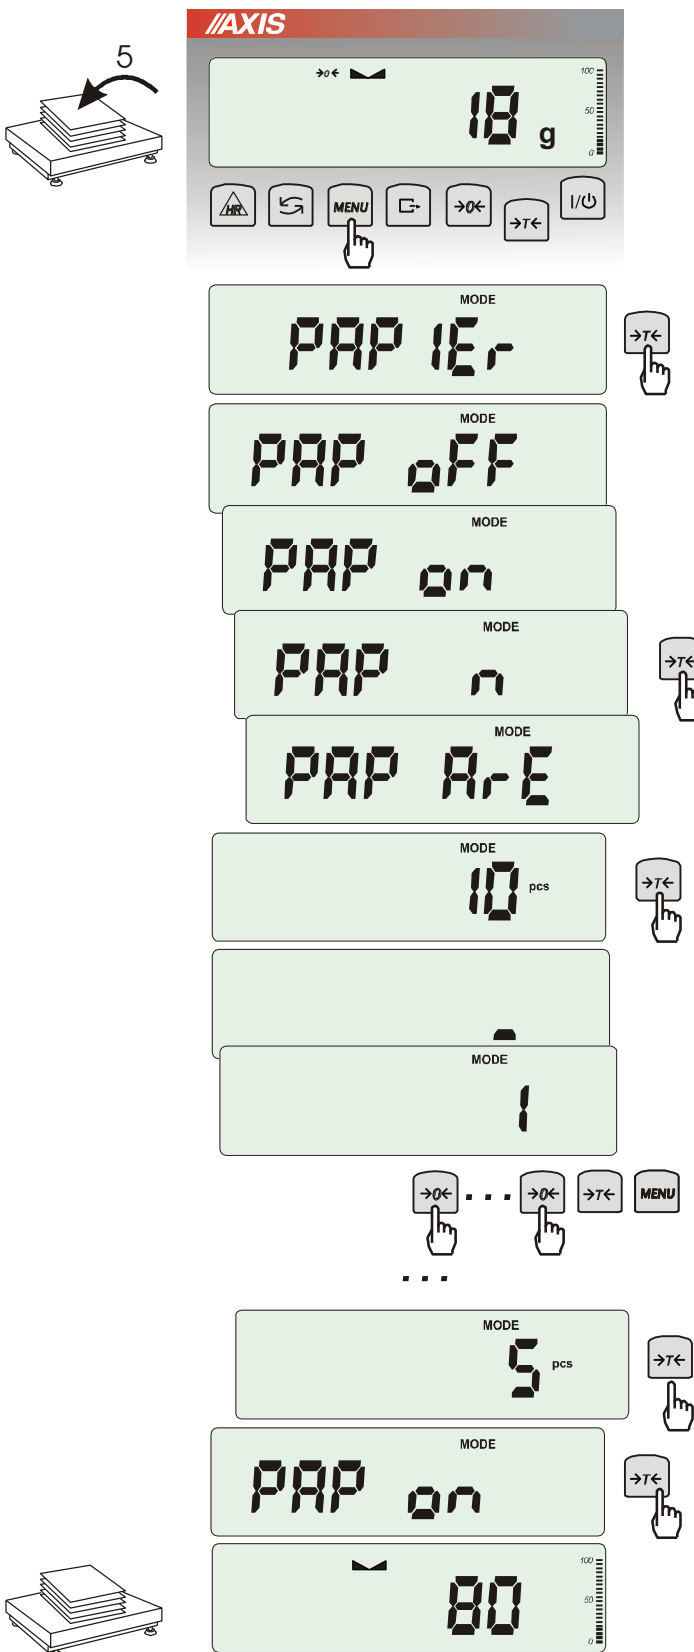 AXIS
5
→0← 100
18 g 50
0
HR MENU →0← →T← I/⏻
MODE
PAPIEr →T←
MODE
PAP oFF
MODE
PAP on
MODE
PAP n →T←
MODE
PAP ArE
MODE
10 pcs →T←
-
MODE
1
→0← ... →0← →T← MENU
...
MODE
5 pcs →T←
MODE
PAP on →T←
100
80 50
0